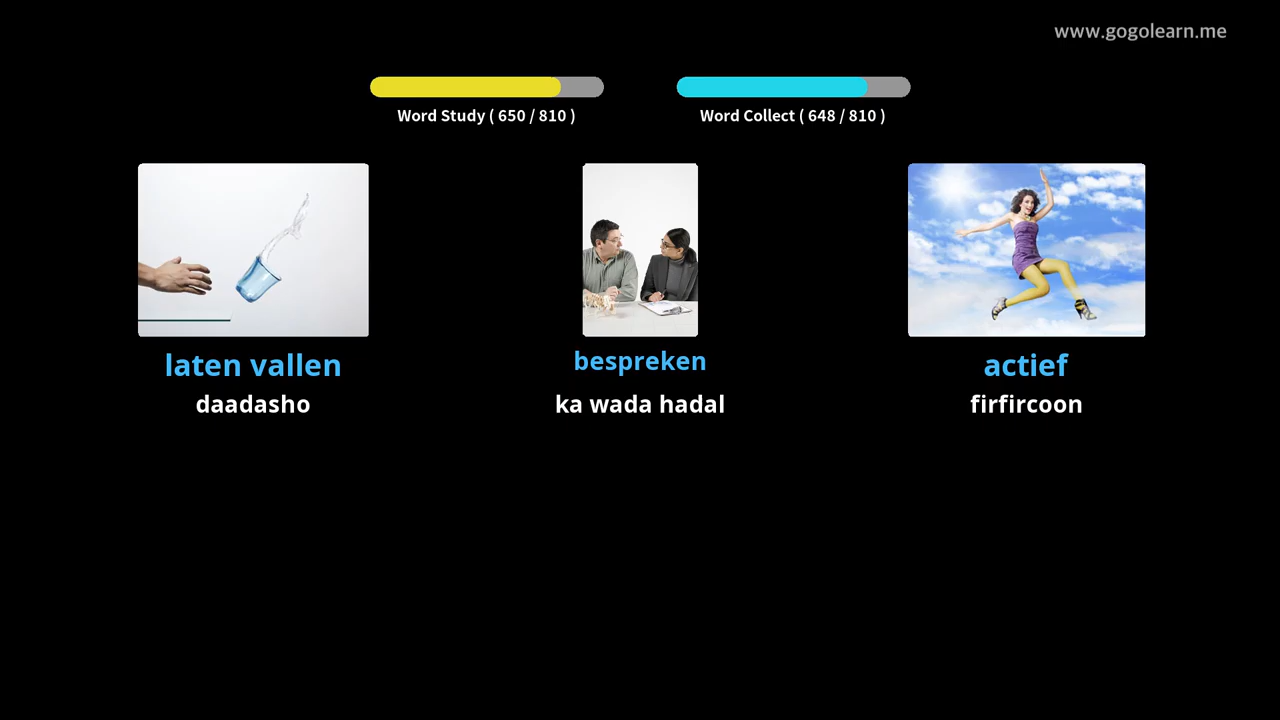 www.gogolearn.me
Word Study ( 650 / 810 )
Word Collect ( 648 / 810 )
laten vallen
daadasho
bespreken
ka wada hadal
actief
firfircoon